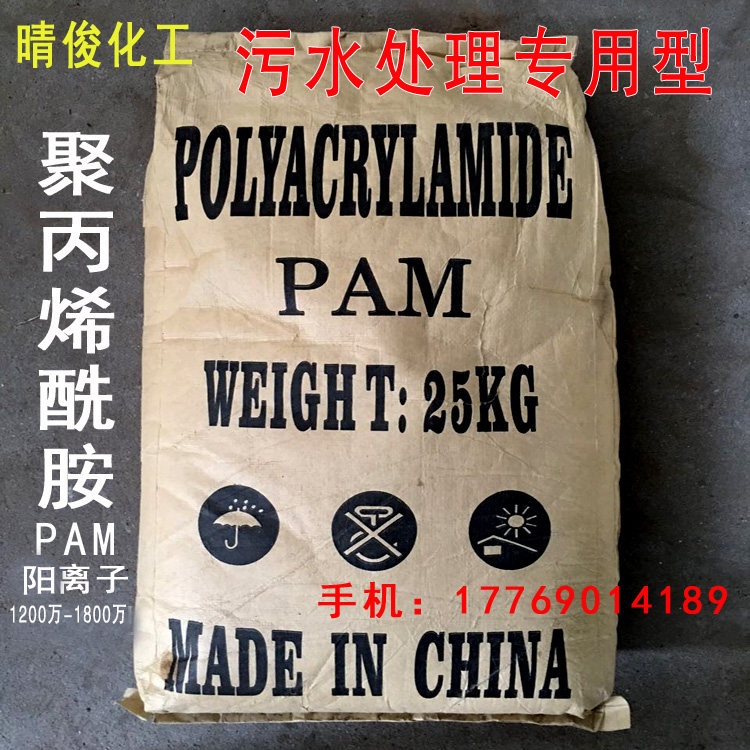 晴俊化工
污水处理专用型
聚丙烯酰胺
PAM
阳离子
1200万-1800万
POLYACRYLAMIDE
PAM
WEIGHT: 25KG
手机：17769014189
MADE IN CHINA